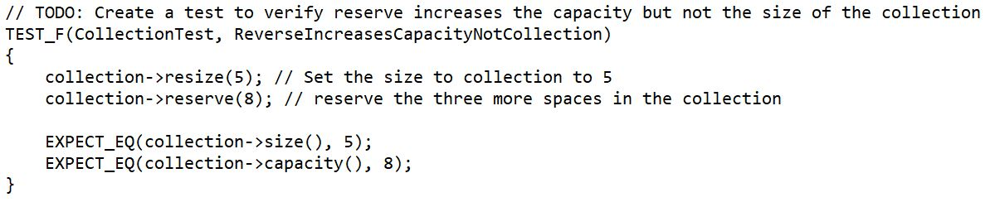 // TODO: Create a test to verify reserve increases the capacity but not the size of the collection
TEST_F(CollectionTest, ReverseIncreasesCapacityNotCollection)
{
    collection->resize(5); // Set the size to collection to 5
    collection->reserve(8); // reserve the three more spaces in the collection

    EXPECT_EQ(collection->size(), 5);
    EXPECT_EQ(collection->capacity(), 8);
}